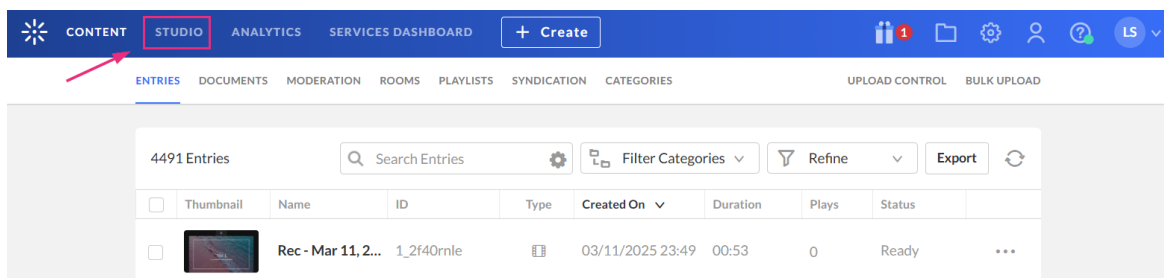 CONTENT STUDIO ANALYTICS SERVICES DASHBOARD + Create 1 LS
ENTRIES DOCUMENTS MODERATION ROOMS PLAYLISTS SYNDICATION CATEGORIES UPLOAD CONTROL BULK UPLOAD
4491 Entries Search Entries Filter Categories Refine Export
Thumbnail Name ID Type Created On Duration Plays Status
Rec - Mar 11, 2... 1_2f40rnle 03/11/2025 23:49 00:53 0 Ready